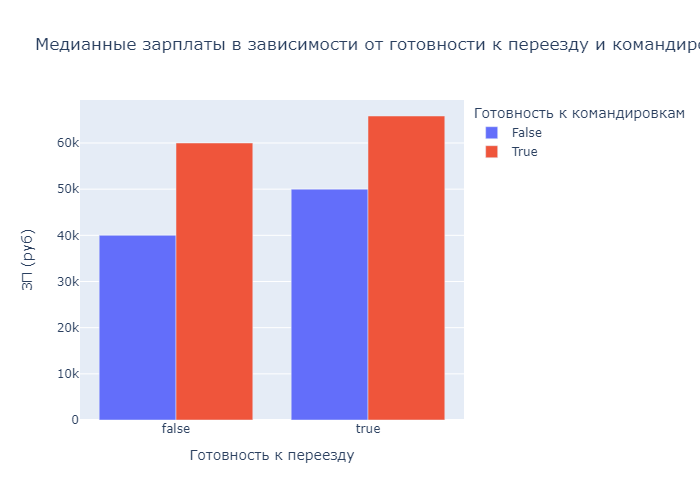 Медианные зарплаты в зависимости от готовности к переезду и
Готовность к командировкам
False
True
60k
50k
40k
30k
20k
10k
0
ЗП (руб)
false true
Готовность к переезду